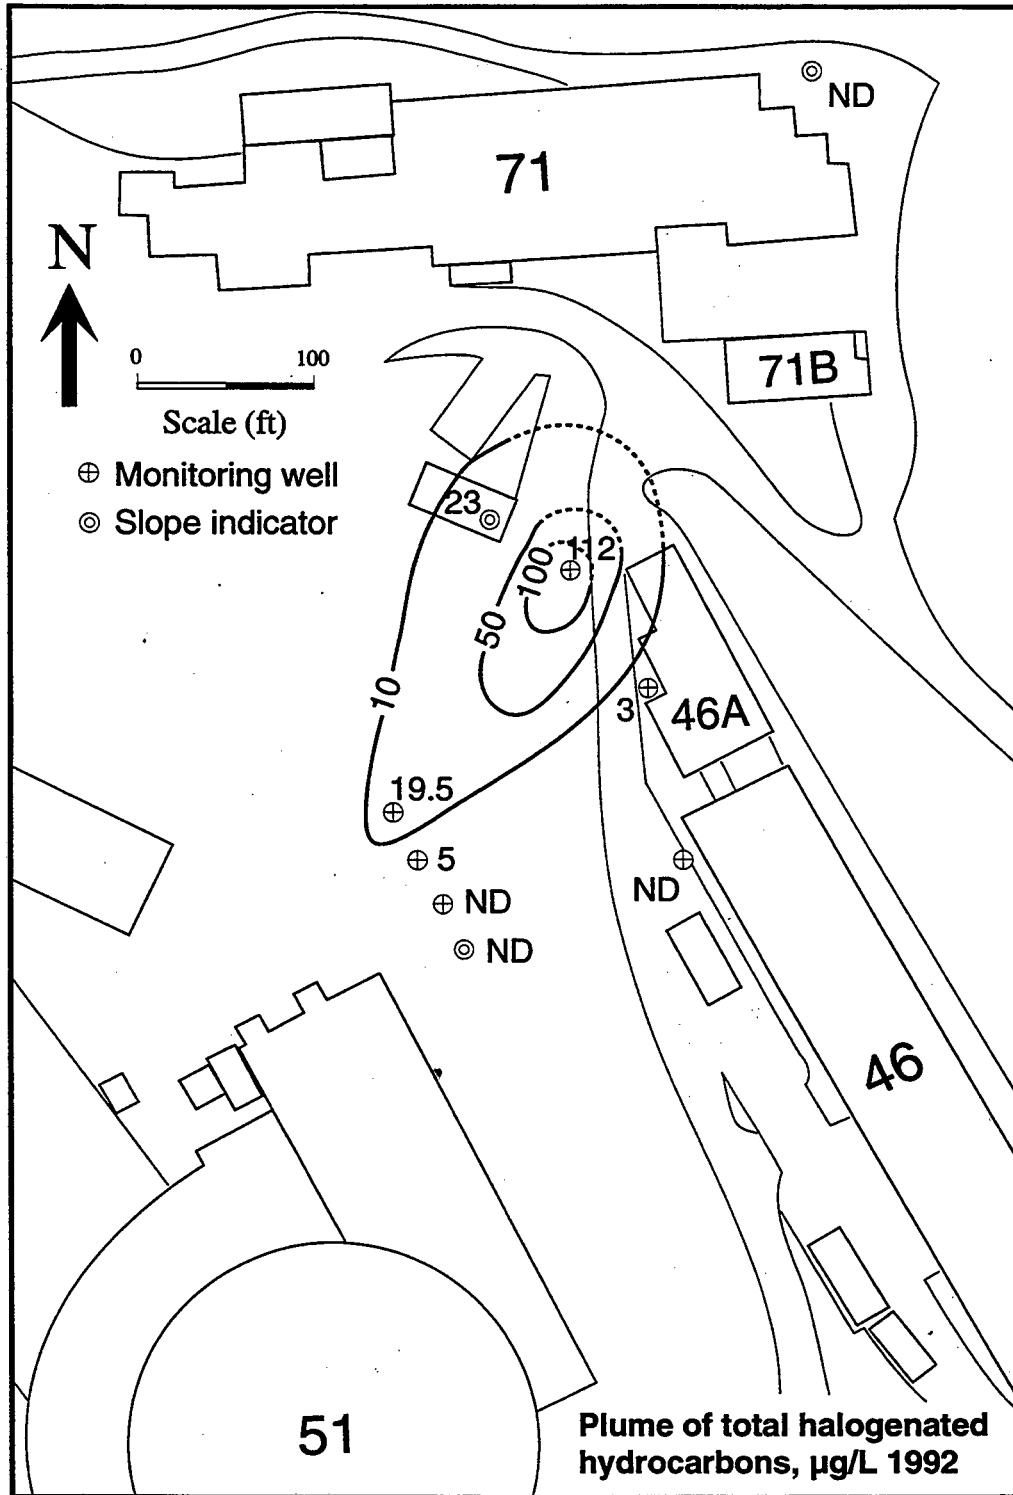 ND
71
N
0 100
Scale (ft)
71B
Monitoring well
Slope indicator
23
112
100
50
10
3
46A
19.5
5
ND
ND
ND
46
51
Plume of total halogenated
hydrocarbons, µg/L 1992